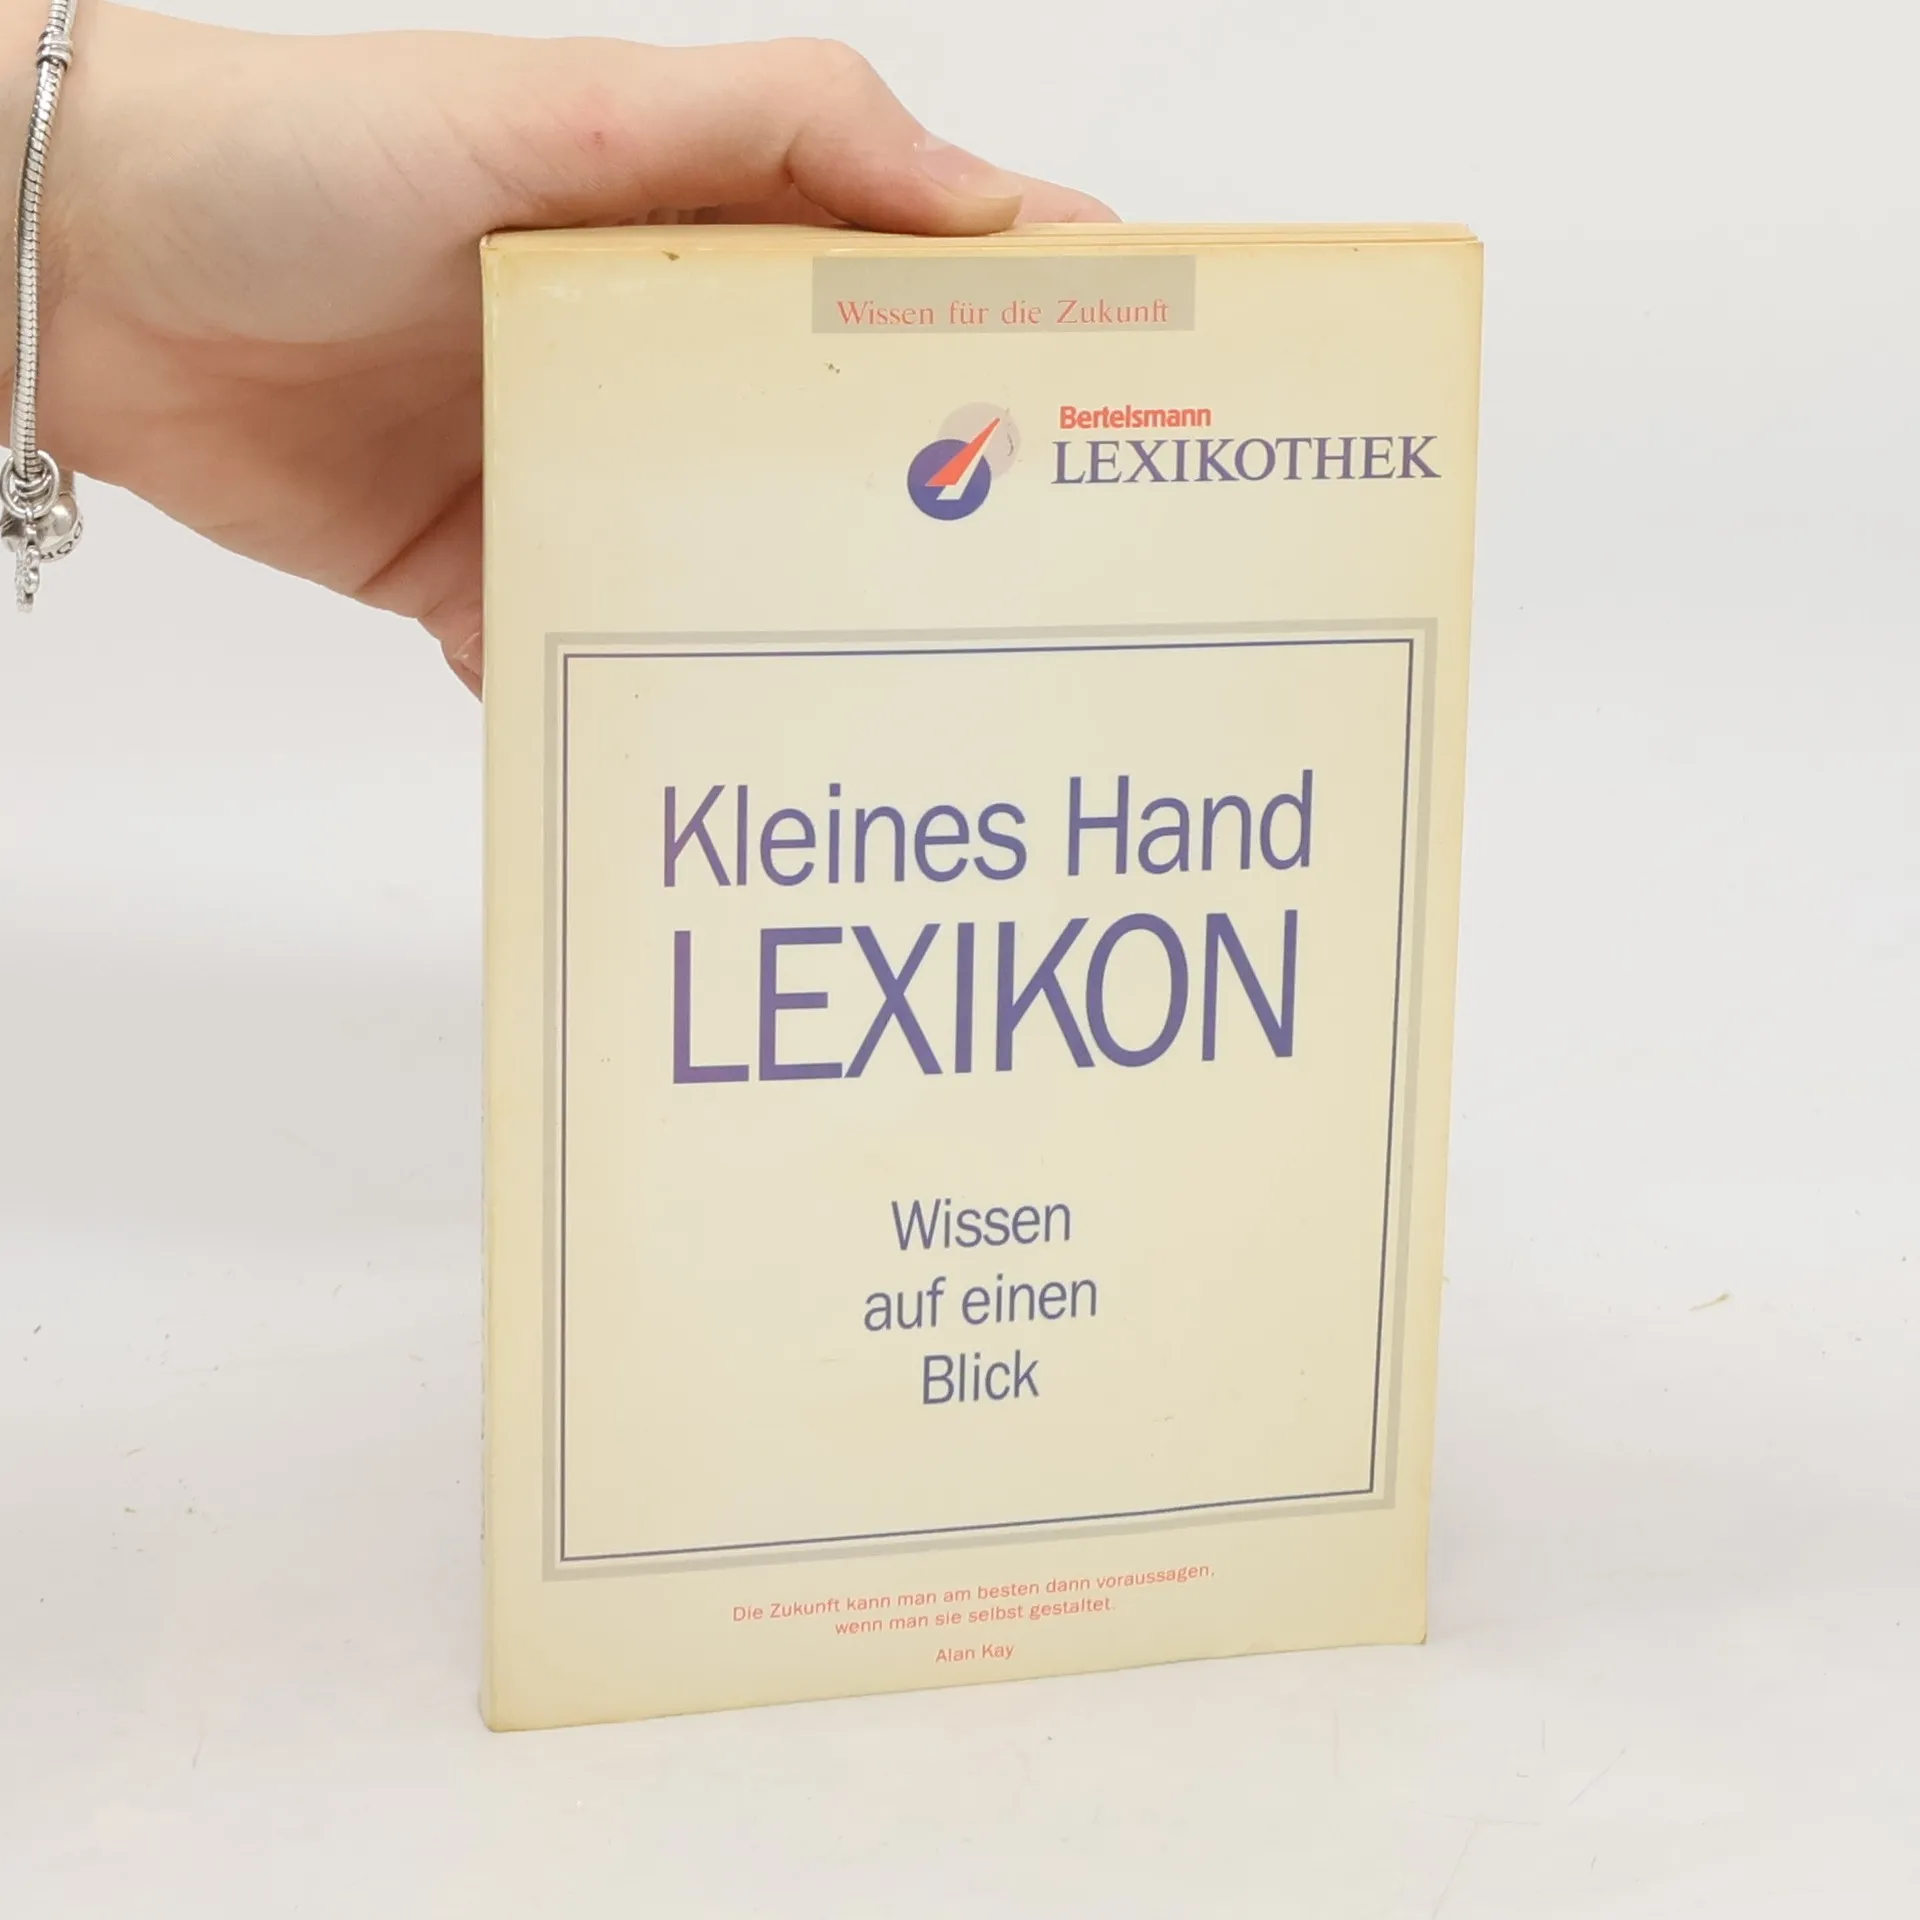 Wissen für die Zukunft
Bertelsmann
LEXIKOTHEK
Kleines Hand
LEXIKON
Wissen
auf einen
Blick
Die Zukunft kann man am besten dann voraussagen,
wenn man sie selbst gestaltet.
Alan Kay